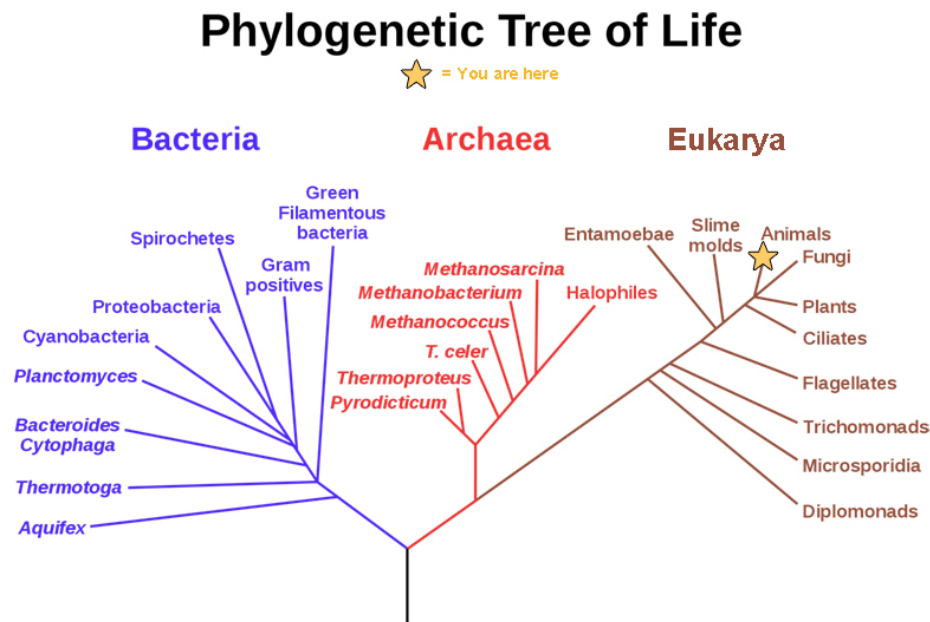 Phylogenetic Tree of Life
= You are here
Bacteria
Archaea
Eukarya
Green
Filamentous
bacteria
Spirochetes
Gram
positives
Proteobacteria
Cyanobacteria
Planctomyces
Bacteroides
Cytophaga
Thermotoga
Aquifex
Methanosarcina
Methanobacterium
Halophiles
Methanococcus
T. celer
Thermoproteus
Pyrodicticum
Entamoebae
Slime
molds
Animals
Fungi
Plants
Ciliates
Flagellates
Trichomonads
Microsporidia
Diplomonads